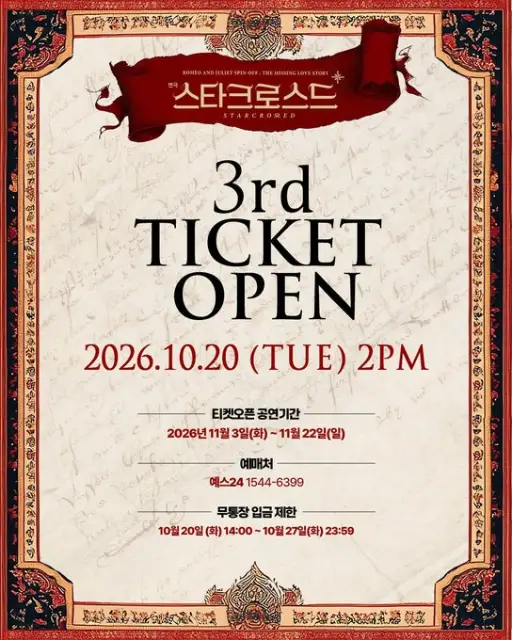 ROMEO AND JULIET SPIN-OFF : THE MISSING LOVE STORY
연극 스타크로스드
STARCROSSED
3rd
TICKET
OPEN
2026.10.20 (TUE) 2PM
티켓오픈 공연기간
2026년 11월 3일(화) ~ 11월 22일(일)
예매처
예스24 1544-6399
무통장 입금 제한
10월 20일 (화) 14:00 ~ 10월 27일(화) 23:59